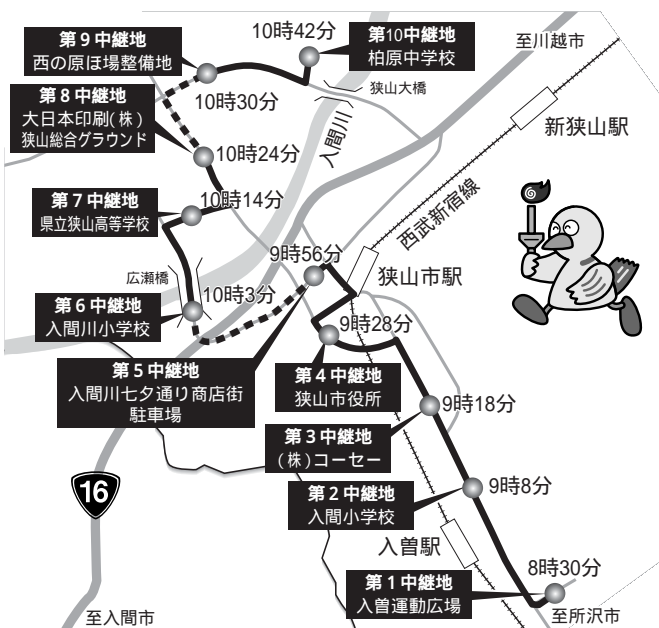 第9中継地
西の原ほ場整備地
10時42分
第10中継地
柏原中学校
至川越市
10時30分
狭山大橋
第8中継地
大日本印刷(株)
狭山総合グラウンド
入間川
新狭山駅
10時24分
第7中継地
県立狭山高等学校
10時14分
西武新宿線
9時56分
狭山市駅
広瀬橋
10時3分
第6中継地
入間川小学校
9時28分
第5中継地
入間川七夕通り商店街
駐車場
第4中継地
狭山市役所
9時18分
第3中継地
(株)コーセー
16
第2中継地
入間小学校
9時8分
入曽駅
8時30分
第1中継地
入曽運動広場
至入間市
至所沢市